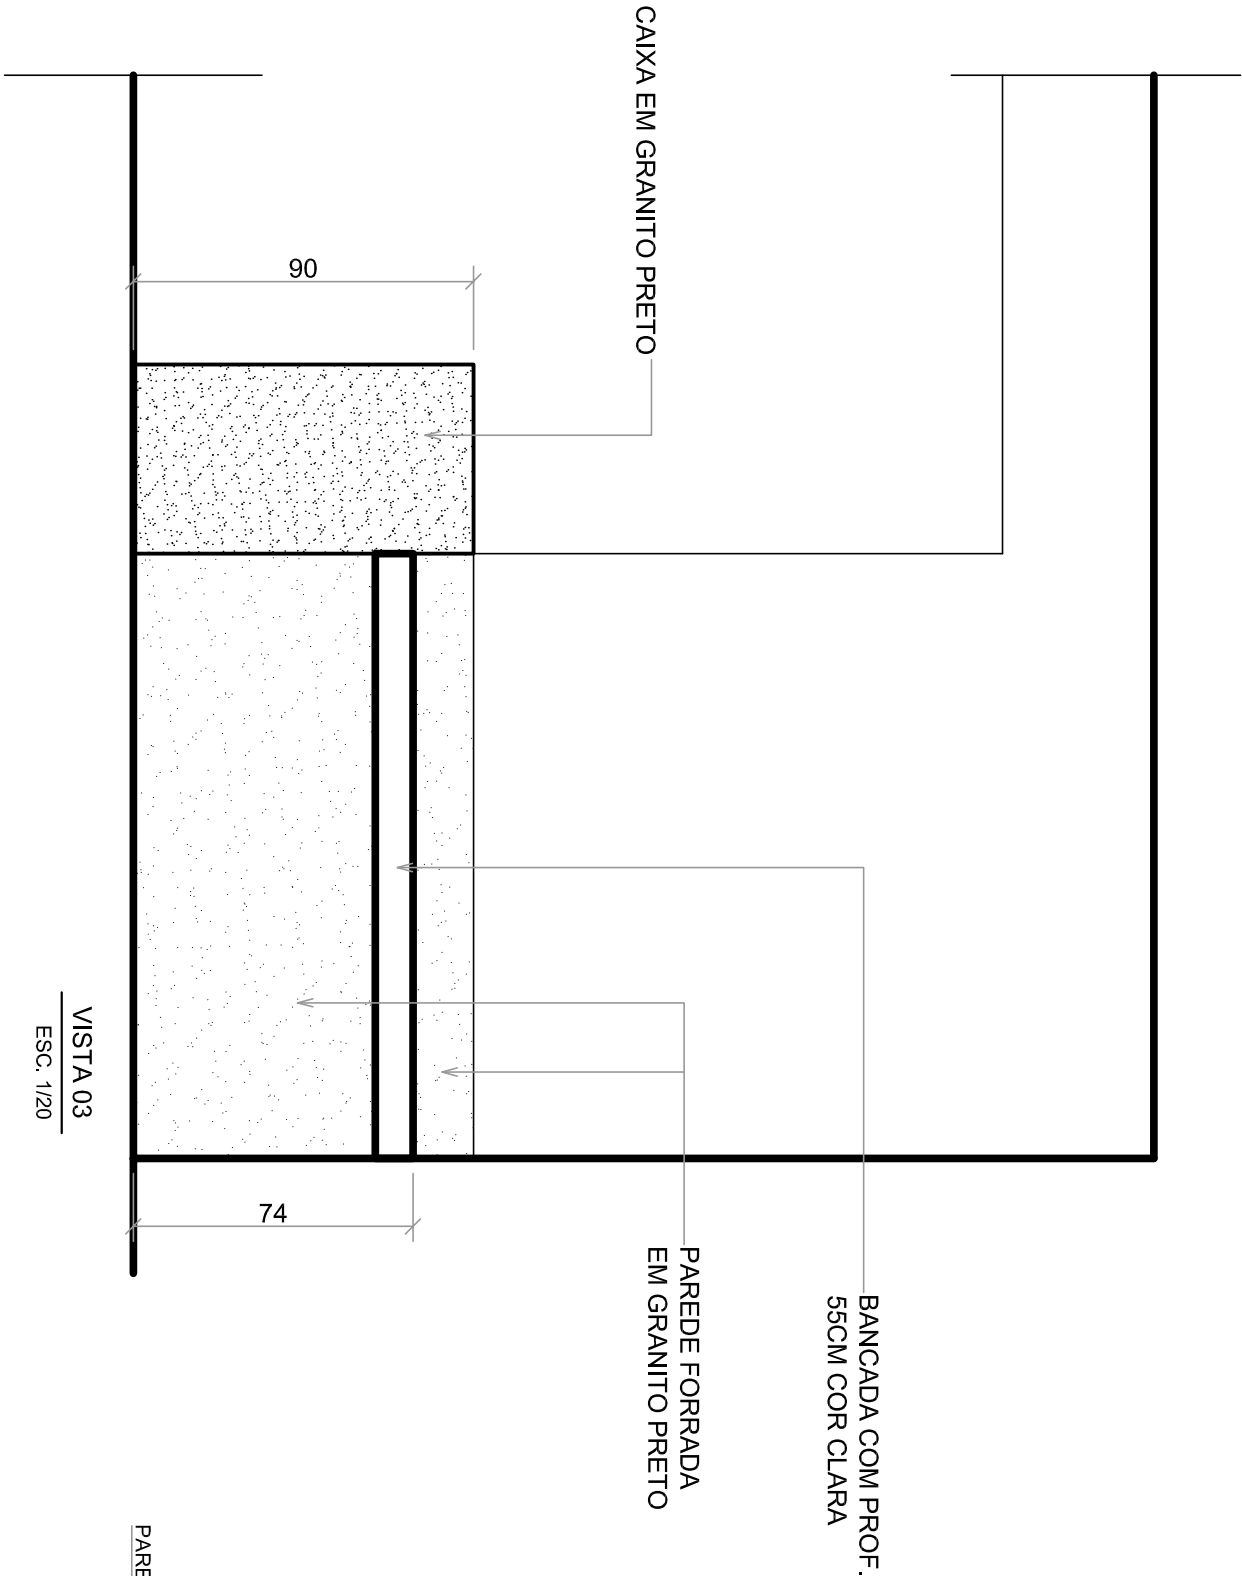 CAIXA EM GRANITO PRETO
90
BANCADA COM PROF.
55CM COR CLARA
PAREDE FORRADA
EM GRANITO PRETO
74
VISTA 03
ESC. 1/20